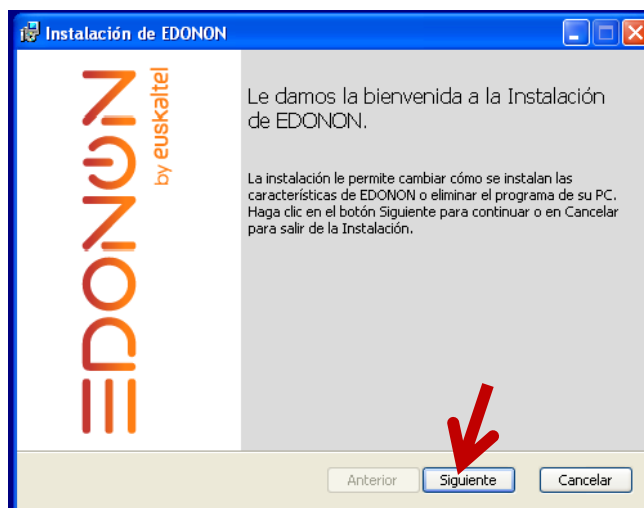 Instalación de EDONON
EDONON
by euskaltel
Le damos la bienvenida a la Instalación
de EDONON.
La instalación le permite cambiar cómo se instalan las
características de EDONON o eliminar el programa de su PC.
Haga clic en el botón Siguiente para continuar o en Cancelar
para salir de la Instalación.
Anterior
Siguiente
Cancelar